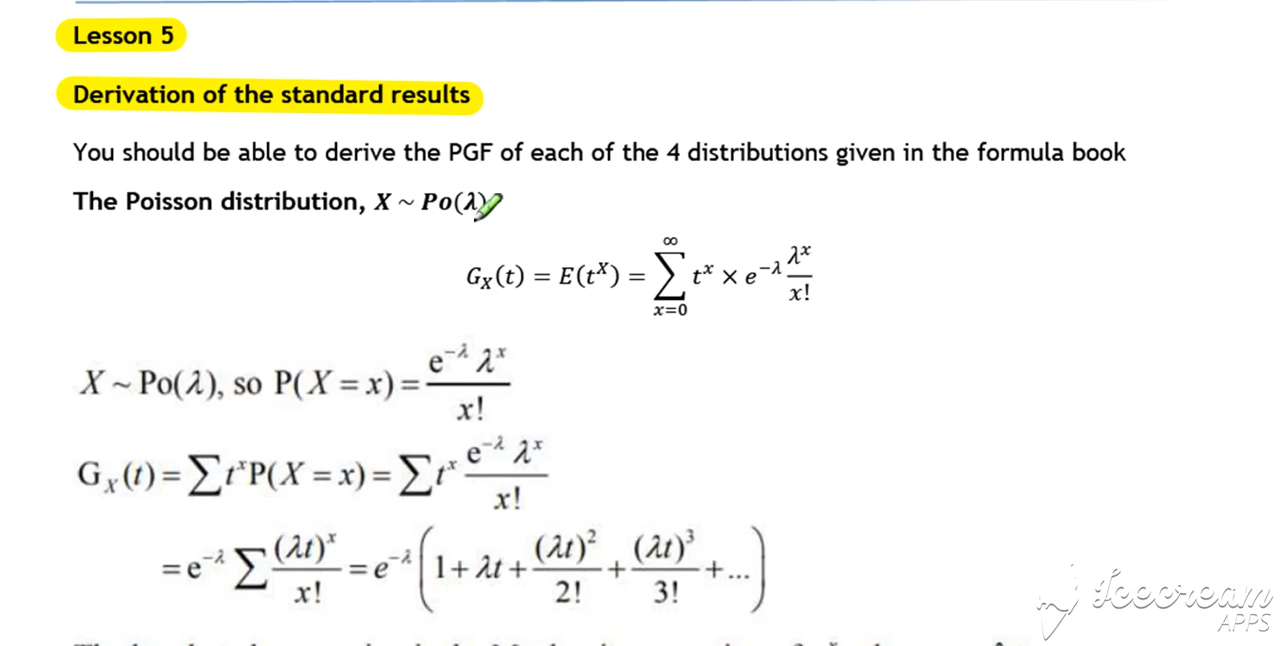 Lesson 5
Derivation of the standard results
You should be able to derive the PGF of each of the 4 distributions given in the formula book
The Poisson distribution, X ~ Po(λ)
G_X(t) = E(t^X) = ∑_{x=0}^{∞} t^x × e^{−λ} λ^x / x!
X ~ Po(λ), so P(X = x) = e^{−λ} λ^x / x!
G_X(t) = ∑ t^x P(X = x) = ∑ t^x e^{−λ} λ^x / x!
= e^{−λ} ∑ (λt)^x / x! = e^{−λ} (1 + λt + (λt)^2 / 2! + (λt)^3 / 3! + ...)
Icecream
APPS